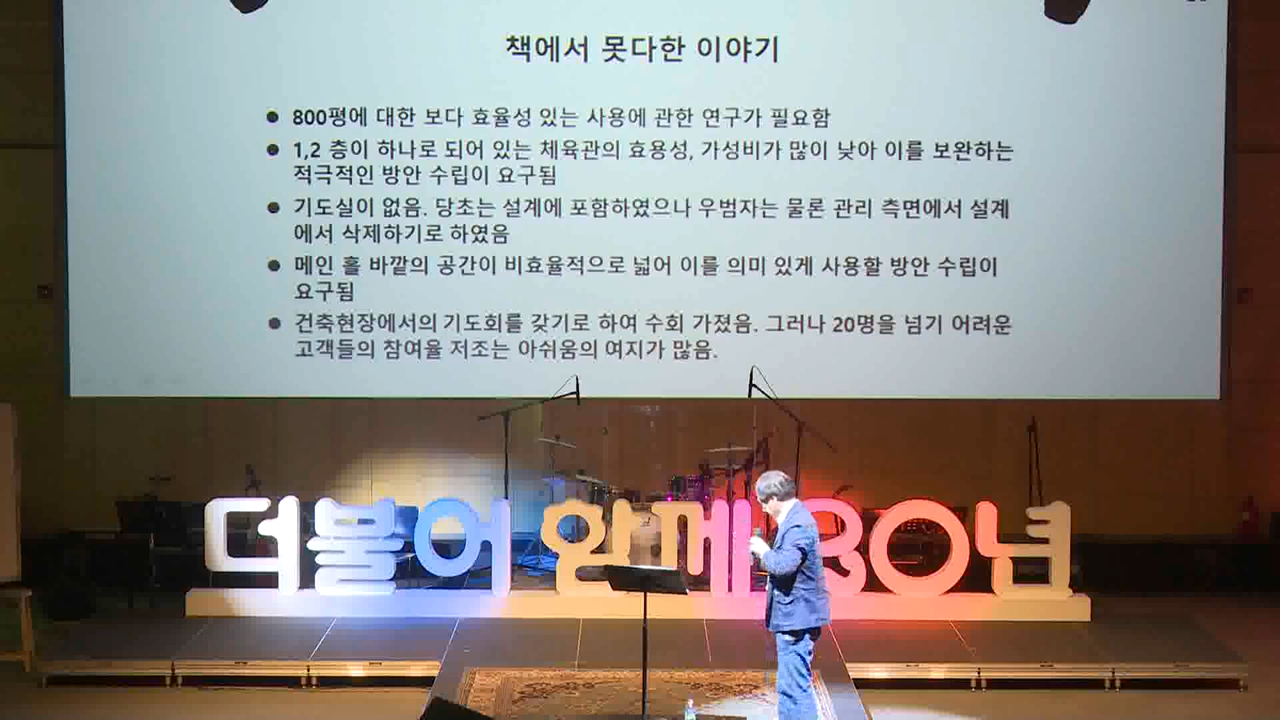 책에서 못다한 이야기
● 800평에 대한 보다 효율성 있는 사용에 관한 연구가 필요함
● 1,2 층이 하나로 되어 있는 체육관의 효용성, 가성비가 많이 낮아 이를 보완하는
적극적인 방안 수립이 요구됨
● 기도실이 없음. 당초는 설계에 포함하였으나 우범자는 물론 관리 측면에서 설계
에서 삭제하기로 하였음
● 메인 홀 바깥의 공간이 비효율적으로 넓어 이를 의미 있게 사용할 방안 수립이
요구됨
● 건축현장에서의 기도회를 갖기로 하여 수회 가졌음. 그러나 20명을 넘기 어려운
고객들의 참여율 저조는 아쉬움의 여지가 많음.
더불어 함께 30년